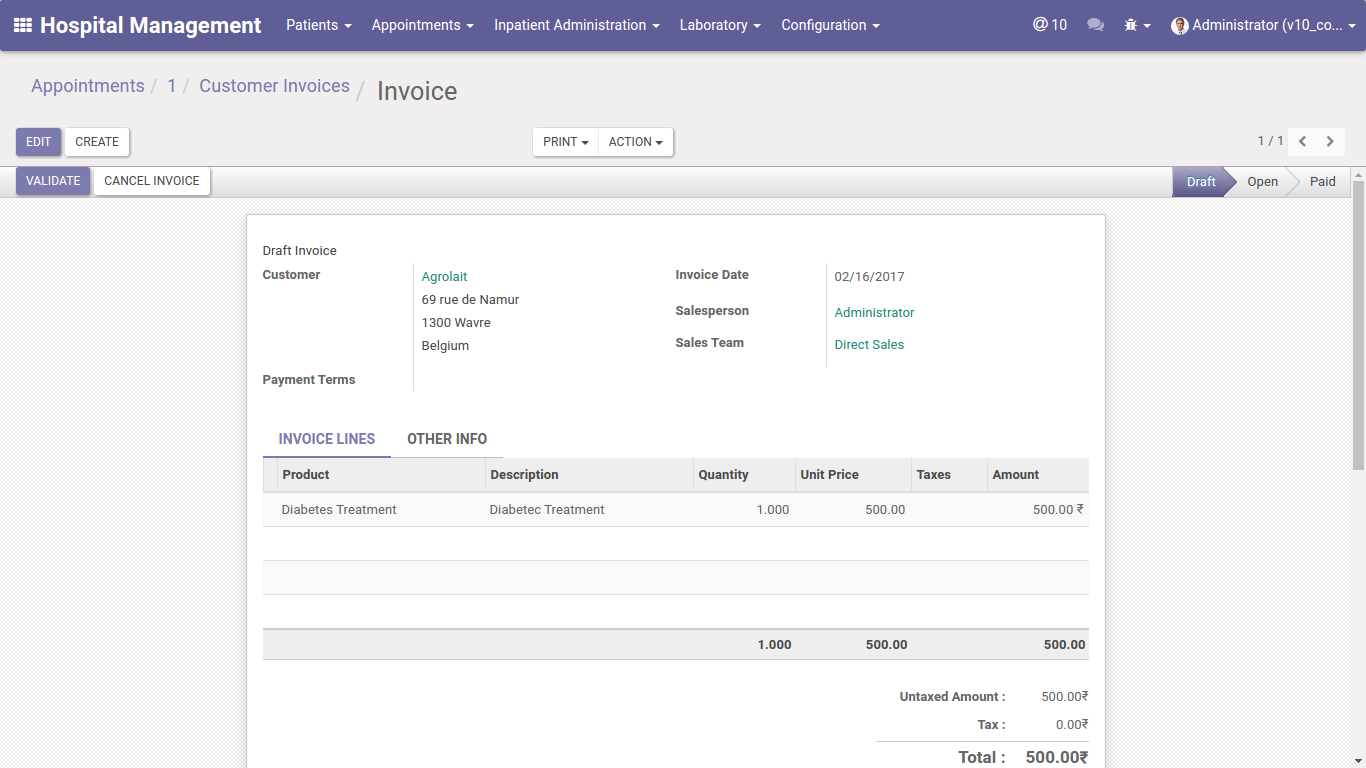 Hospital Management Patients Appointments Inpatient Administration Laboratory Configuration @ 10 Administrator (v10_co...
Appointments / 1 / Customer Invoices / Invoice
EDIT CREATE PRINT ACTION 1 / 1
VALIDATE CANCEL INVOICE Draft Open Paid
Draft Invoice
Customer Agrolait Invoice Date 02/16/2017
69 rue de Namur
1300 Wavre Salesperson Administrator
Belgium Sales Team Direct Sales
Payment Terms
INVOICE LINES OTHER INFO
Product Description Quantity Unit Price Taxes Amount
Diabetes Treatment Diabetec Treatment 1.000 500.00 500.00 ₹
1.000 500.00 500.00
Untaxed Amount : 500.00₹
Tax : 0.00₹
Total : 500.00₹